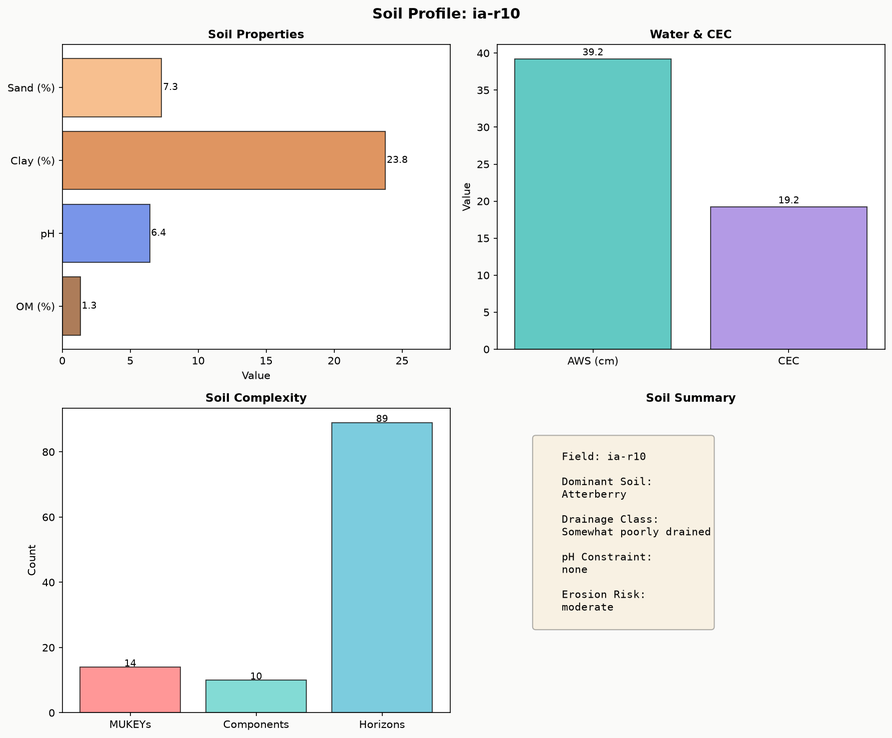 Soil Profile: ia-r10
Soil Properties
Sand (%)
7.3
Clay (%)
23.8
pH
6.4
OM (%)
1.3
0 5 10 15 20 25
Value
Water & CEC
Value
40
35
30
25
20
15
10
5
0
39.2
19.2
AWS (cm)
CEC
Soil Complexity
Count
80
60
40
20
0
14
10
89
MUKEYs
Components
Horizons
Soil Summary
Field: ia-r10
Dominant Soil:
Atterberry
Drainage Class:
Somewhat poorly drained
pH Constraint:
none
Erosion Risk:
moderate